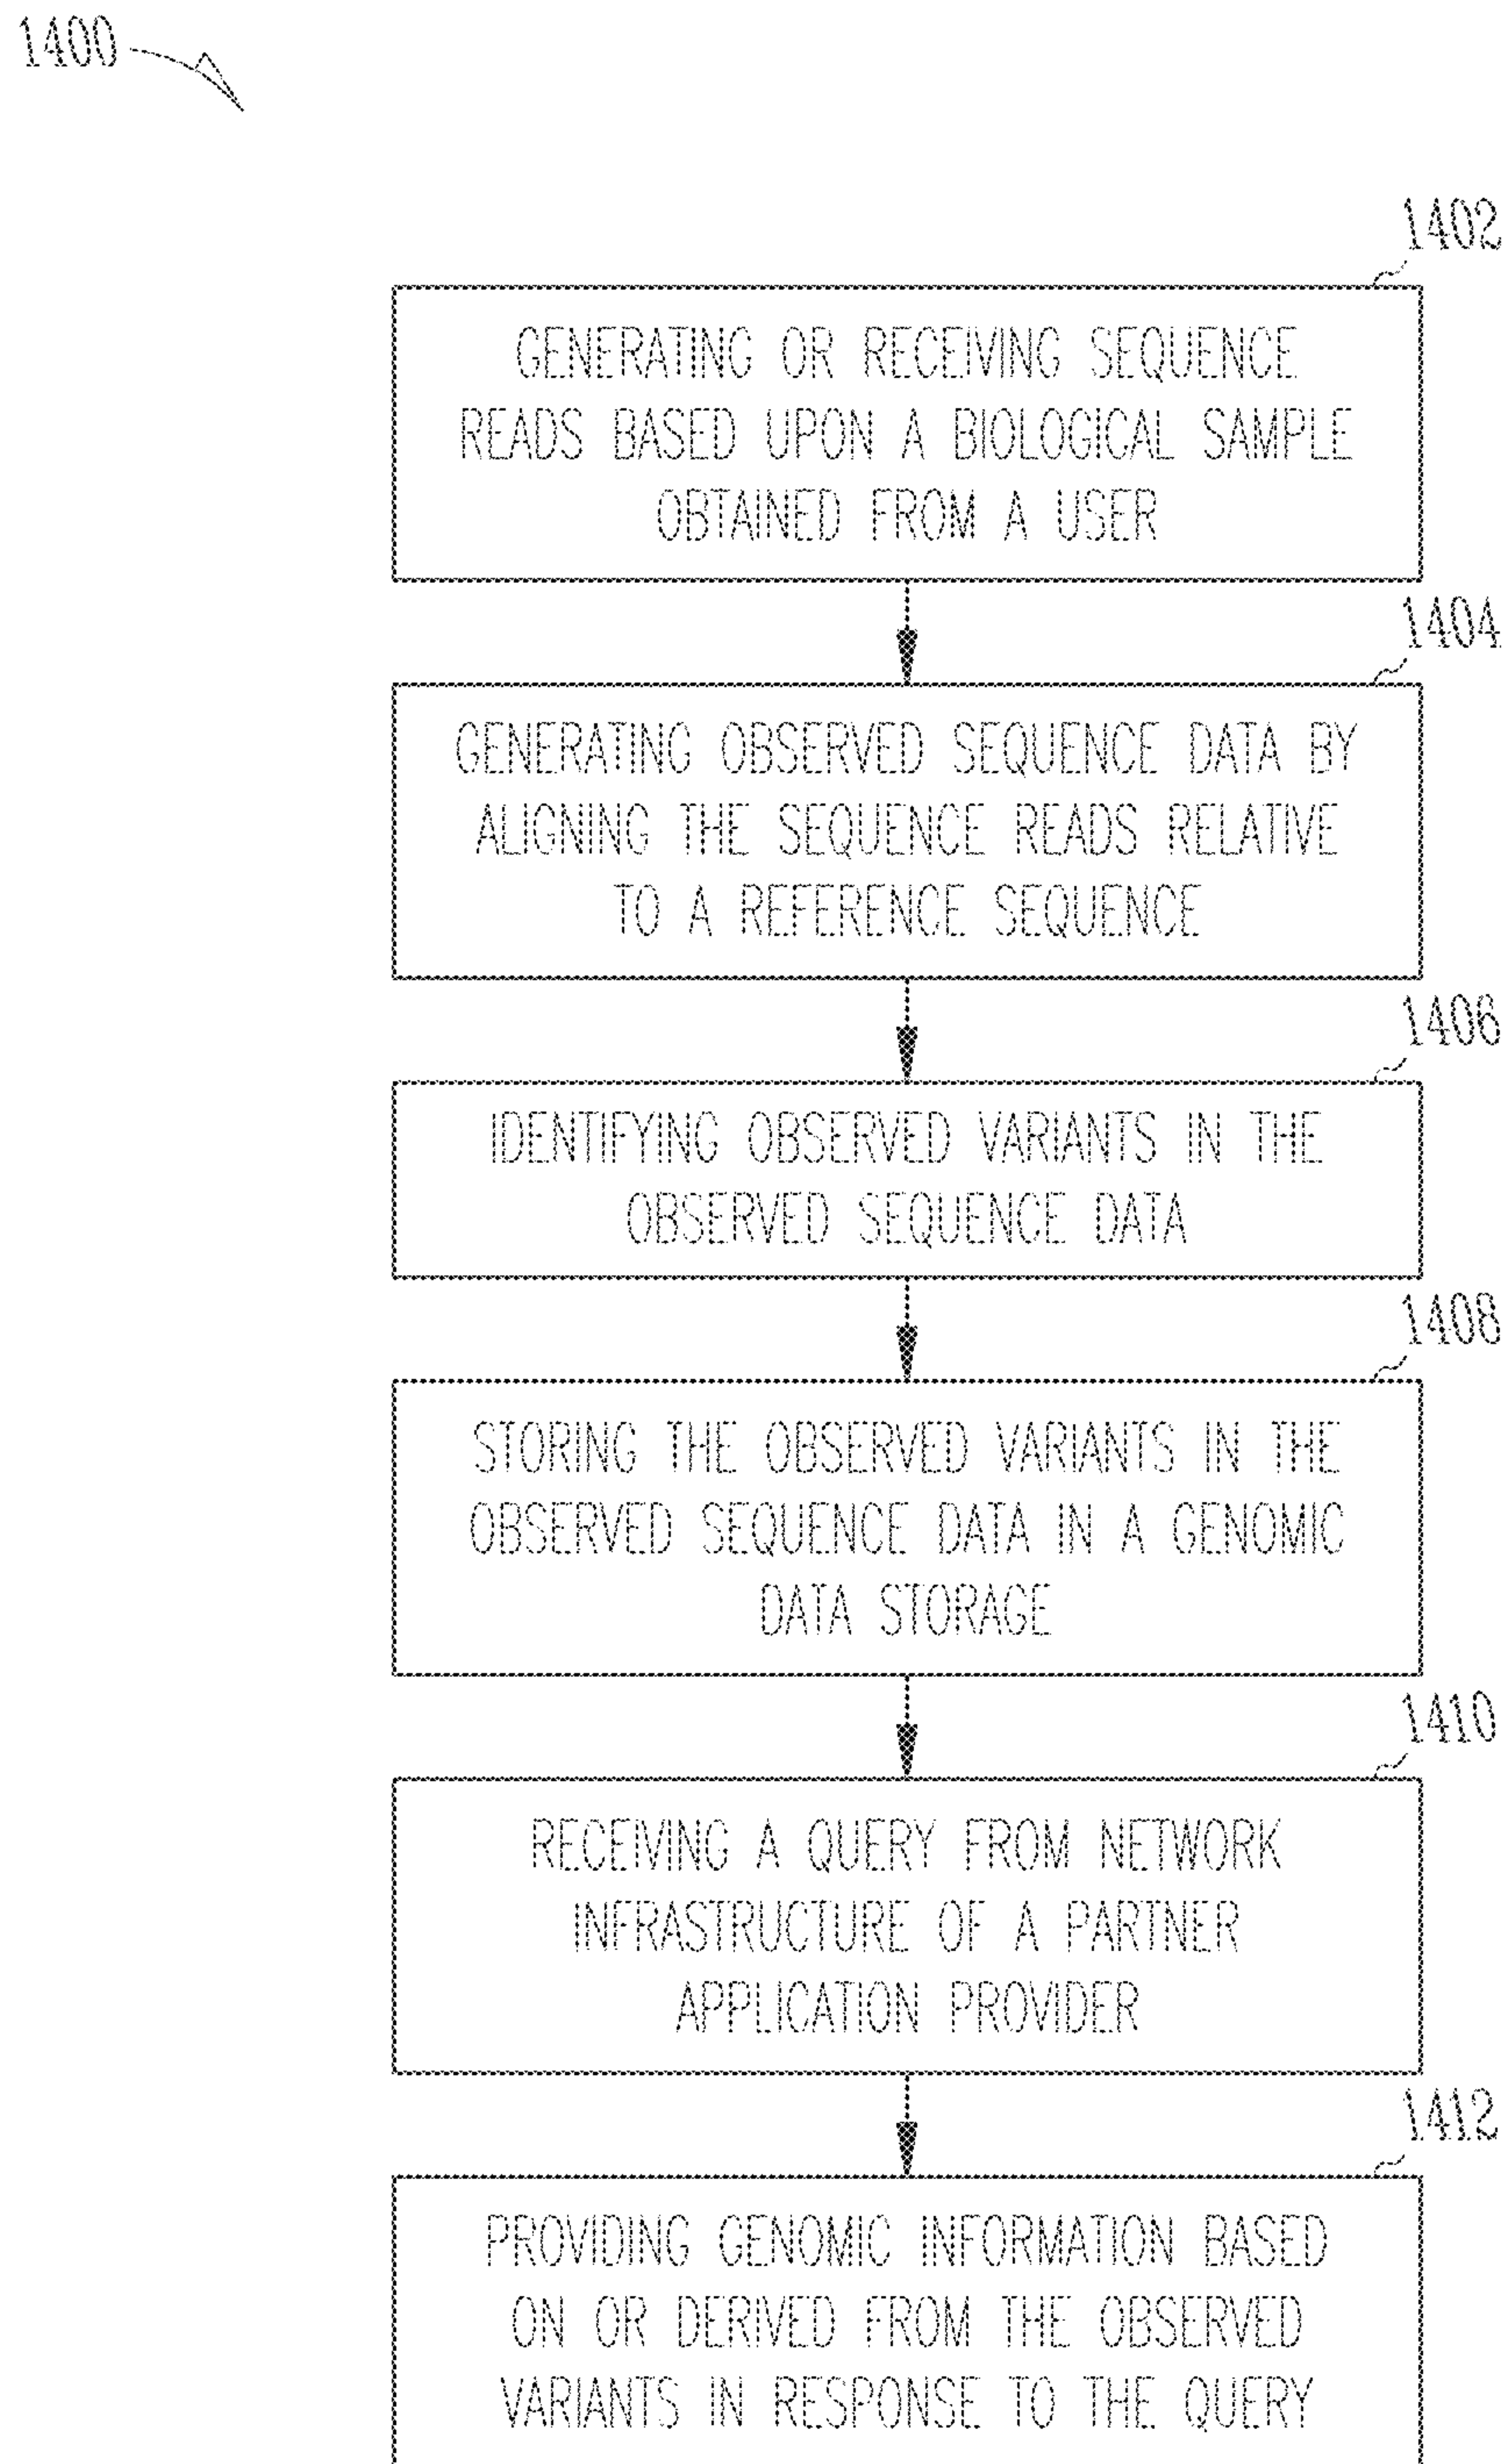 1400
1402
GENERATING OR RECEIVING SEQUENCE
READS BASED UPON A BIOLOGICAL SAMPLE
OBTAINED FROM A USER
1404
GENERATING OBSERVED SEQUENCE DATA BY
ALIGNING THE SEQUENCE READS RELATIVE
TO A REFERENCE SEQUENCE
1406
IDENTIFYING OBSERVED VARIANTS IN THE
OBSERVED SEQUENCE DATA
1408
STORING THE OBSERVED VARIANTS IN THE
OBSERVED SEQUENCE DATA IN A GENOMIC
DATA STORAGE
1410
RECEIVING A QUERY FROM NETWORK
INFRASTRUCTURE OF A PARTNER
APPLICATION PROVIDER
1412
PROVIDING GENOMIC INFORMATION BASED
ON OR DERIVED FROM THE OBSERVED
VARIANTS IN RESPONSE TO THE QUERY